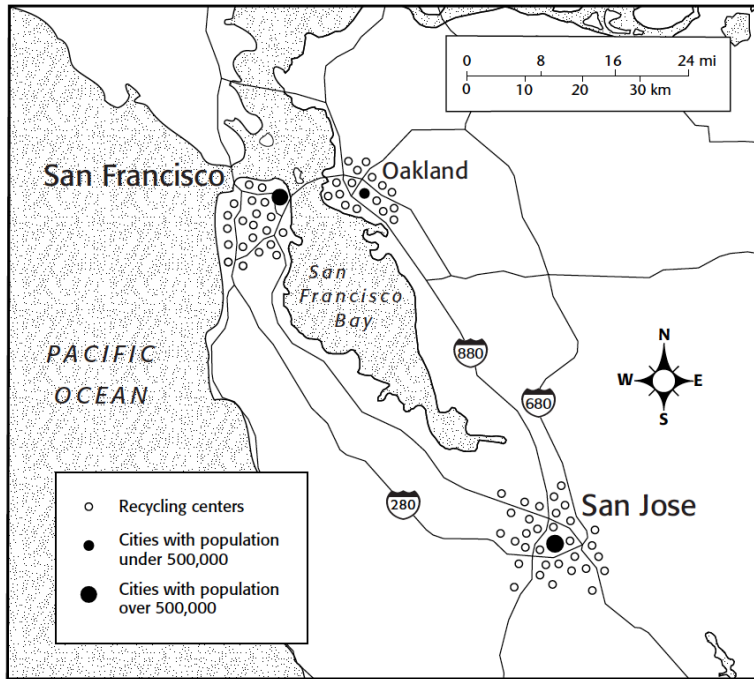 0 8 16 24 mi
0 10 20 30 km
San Francisco
Oakland
San
Francisco
Bay
PACIFIC
OCEAN
880
680
N
W E
S
280
San Jose
Recycling centers
Cities with population
under 500,000
Cities with population
over 500,000